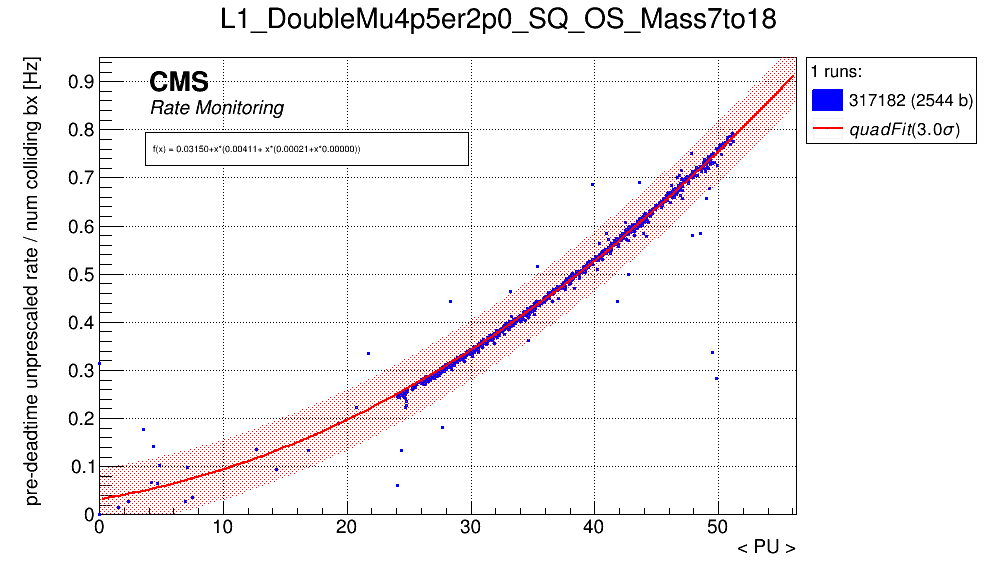 L1_DoubleMu4p5er2p0_SQ_OS_Mass7to18
pre-deadtime unprescaled rate / num colliding bx [Hz]
CMS
Rate Monitoring
f(x) = 0.03150+x*(0.00411+ x*(0.00021+x*0.00000))
1 runs:
317182 (2544 b)
quadFit(3.0σ)
0.9
0.8
0.7
0.6
0.5
0.4
0.3
0.2
0.1
0
0 10 20 30 40 50
< PU >